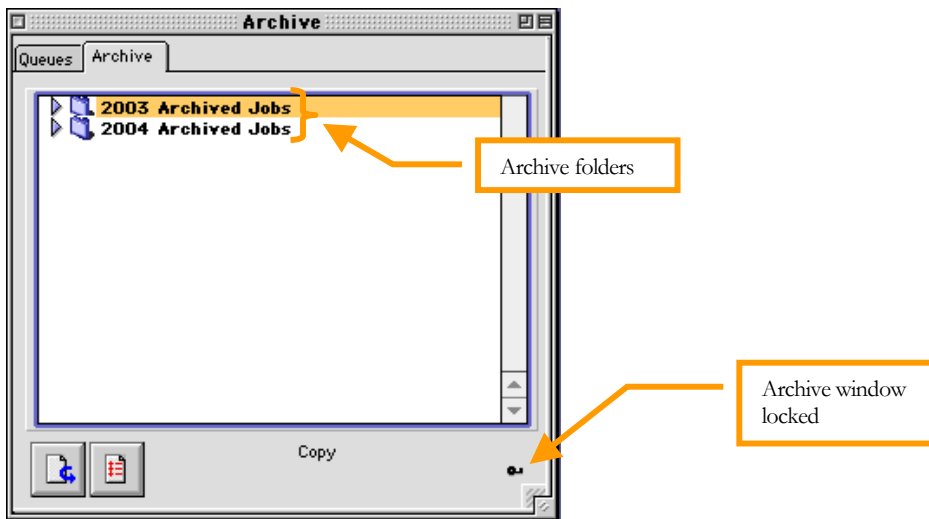 Archive
Queues Archive
2003 Archived Jobs
2004 Archived Jobs
Archive folders
Archive window
locked
Copy